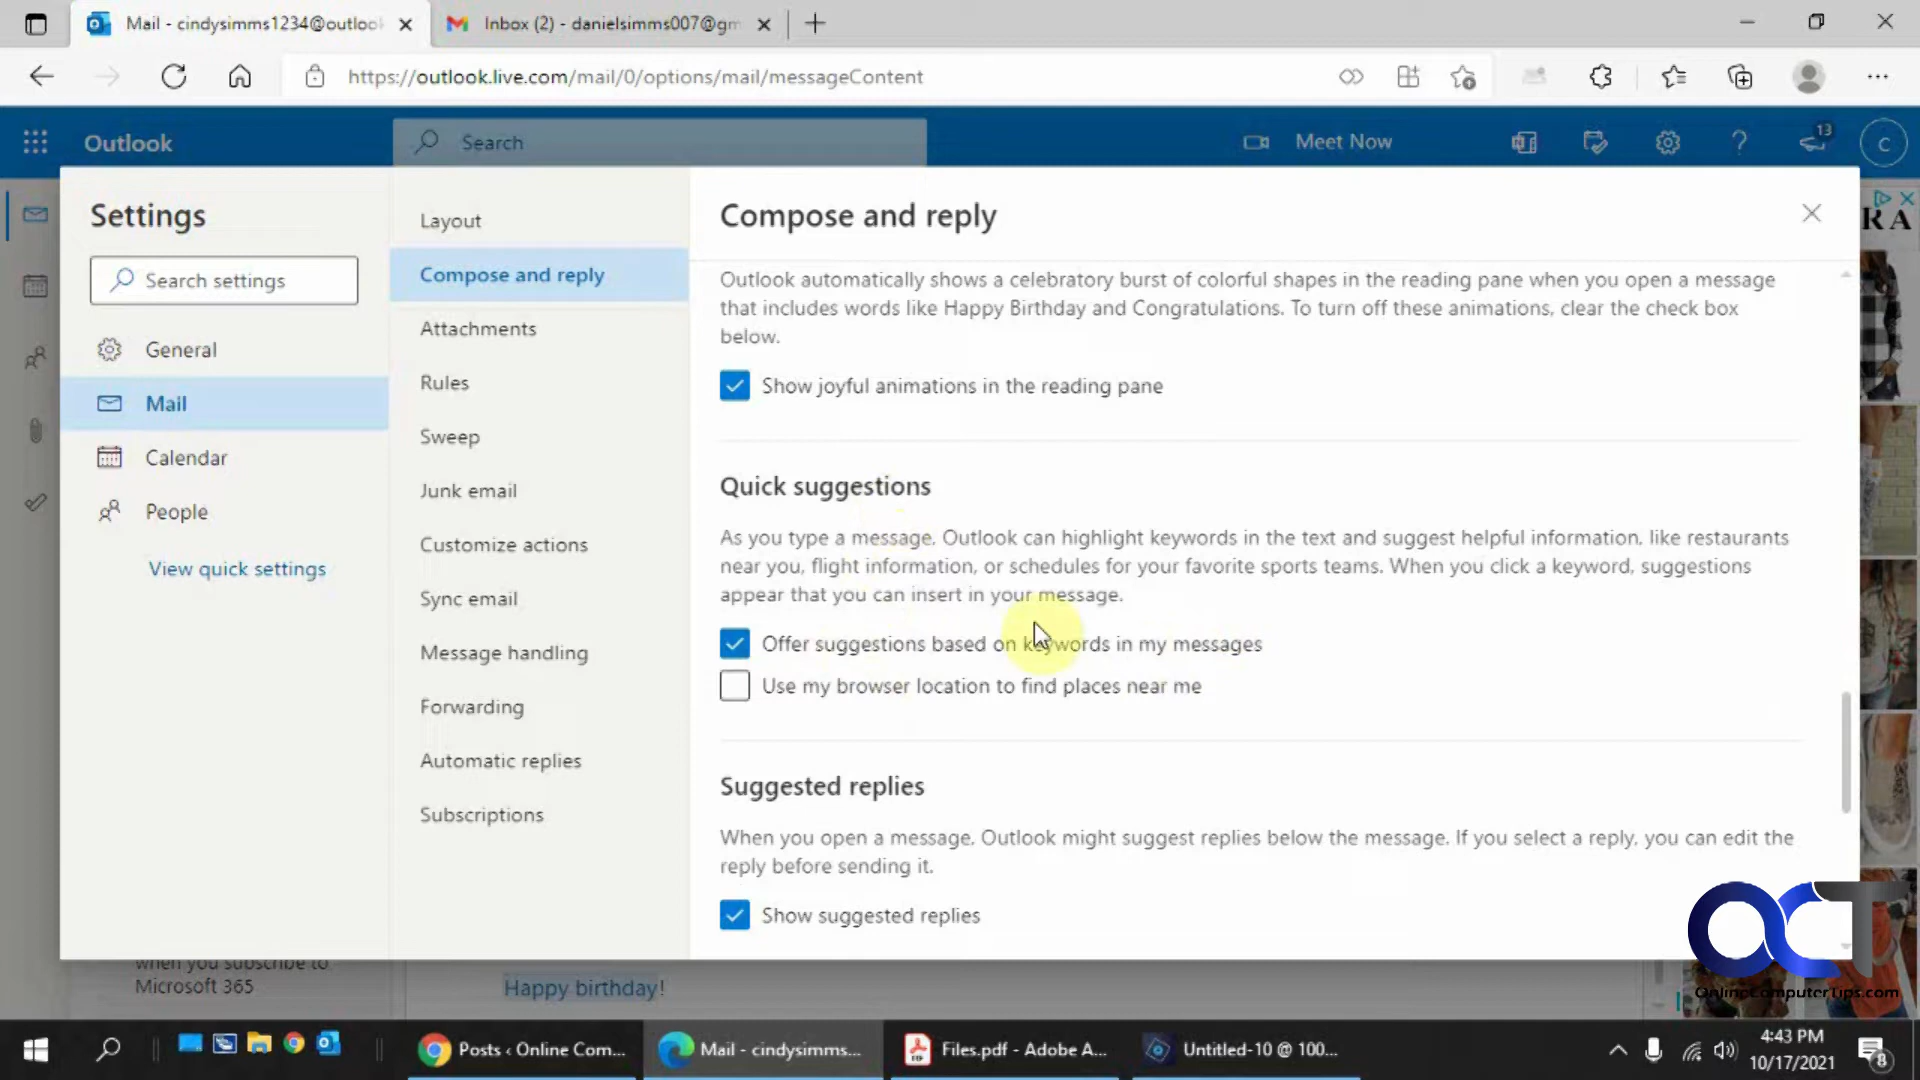 Mail - cindysimms1234@outlool
Inbox (2) - danielsimms007@gm
https://outlook.live.com/mail/0/options/mail/messageContent
Outlook
Search
Meet Now
13
C
Settings
Search settings
General
Mail
Calendar
People
View quick settings
Layout
Compose and reply
Attachments
Rules
Sweep
Junk email
Customize actions
Sync email
Message handling
Forwarding
Automatic replies
Subscriptions
Compose and reply
Outlook automatically shows a celebratory burst of colorful shapes in the reading pane when you open a message
that includes words like Happy Birthday and Congratulations. To turn off these animations, clear the check box
below.
Show joyful animations in the reading pane
Quick suggestions
As you type a message, Outlook can highlight keywords in the text and suggest helpful information, like restaurants
near you, flight information, or schedules for your favorite sports teams. When you click a keyword, suggestions
appear that you can insert in your message.
Offer suggestions based on keywords in my messages
Use my browser location to find places near me
Suggested replies
When you open a message, Outlook might suggest replies below the message. If you select a reply, you can edit the
reply before sending it.
Show suggested replies
RA
when you subscribe to
Microsoft 365
Happy birthday!
OCT
OnlineComputerTips.com
Posts ‹ Online Com...
Mail - cindysimms...
Files.pdf - Adobe A...
Untitled-10 @ 100...
4:43 PM
10/17/2021
8